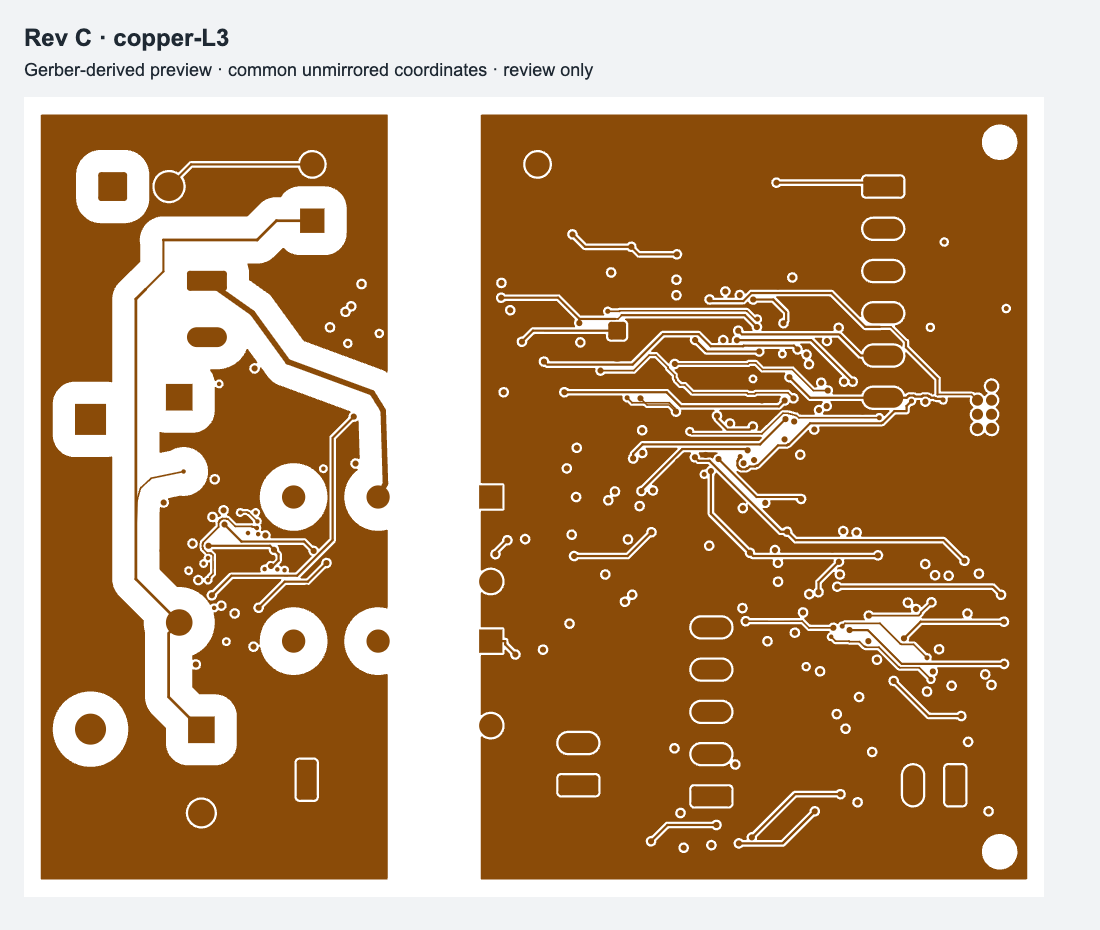 Rev C · copper-L3
Gerber-derived preview · common unmirrored coordinates · review only